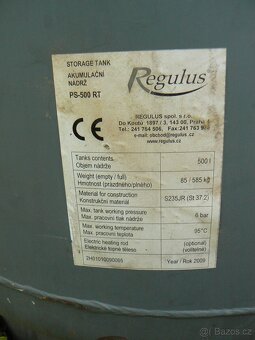 STORAGE TANK
AKUMULAČNÍ
NÁDRŽ
PS-500 RT
Regulus
REGULUS spol. s r.o.
Do Koutů 1897/ 3, 143 00, Praha 4
Tel.: 241 764 506, Fax:241 763 9
e-mail: obchod@regulus.cz
www.regulus.cz
CE
Tanks contents.
Objem nádrže
500 l
Weight (empty / full)
Hmotnost (prázdného/plného)
85 / 585 kg
Material for construction
Konstrukční materiál
S235JR (St 37.2)
Max. tank working pressure
Max. pracovní tlak nádrže
6 bar
Max. working temperature
Max. pracovní teplota
95°C
Electric heating rod
Elektrické topné těleso
(optional)
(volitelné)
Year / Rok 2009
sbazar.cz